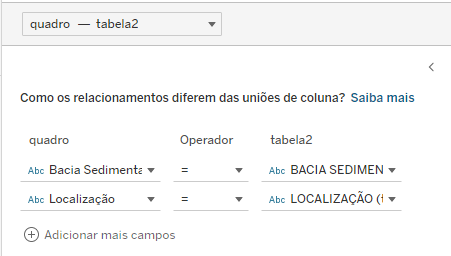 quadro — tabela2
Como os relacionamentos diferem das uniões de coluna? Saiba mais
quadro Operador tabela2
Abc Bacia Sedimenta = Abc BACIA SEDIMEN
Abc Localização = Abc LOCALIZAÇÃO (t
Adicionar mais campos